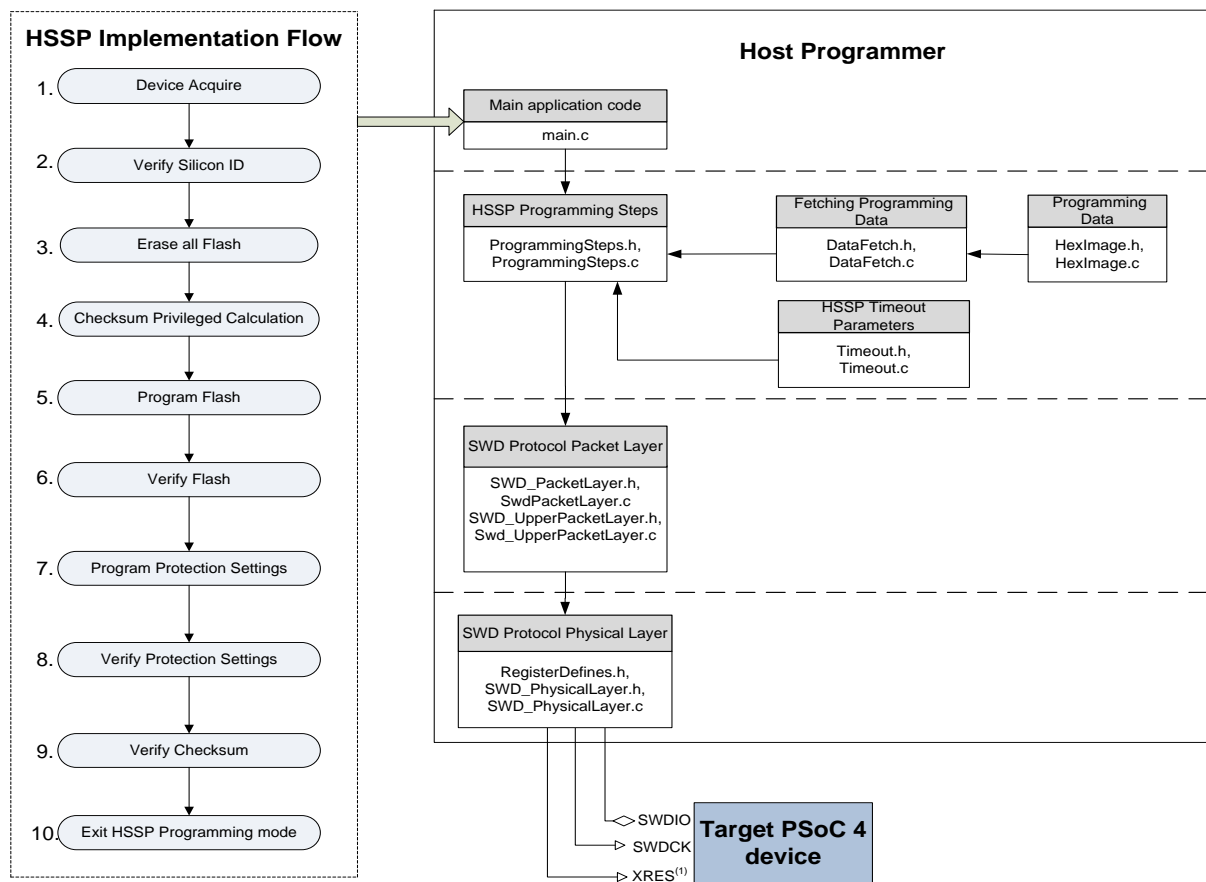 HSSP Implementation Flow
1. Device Acquire
2. Verify Silicon ID
3. Erase all Flash
4. Checksum Privileged Calculation
5. Program Flash
6. Verify Flash
7. Program Protection Settings
8. Verify Protection Settings
9. Verify Checksum
10. Exit HSSP Programming mode
Host Programmer
Main application code
main.c
HSSP Programming Steps
ProgrammingSteps.h,
ProgrammingSteps.c
Fetching Programming
Data
DataFetch.h,
DataFetch.c
Programming
Data
HexImage.h,
HexImage.c
HSSP Timeout
Parameters
Timeout.h,
Timeout.c
SWD Protocol Packet Layer
SWD_PacketLayer.h,
SwdPacketLayer.c
SWD_UpperPacketLayer.h,
Swd_UpperPacketLayer.c
SWD Protocol Physical Layer
RegisterDefines.h,
SWD_PhysicalLayer.h,
SWD_PhysicalLayer.c
SWDIO
SWDCK
XRES(1)
Target PSoC 4
device